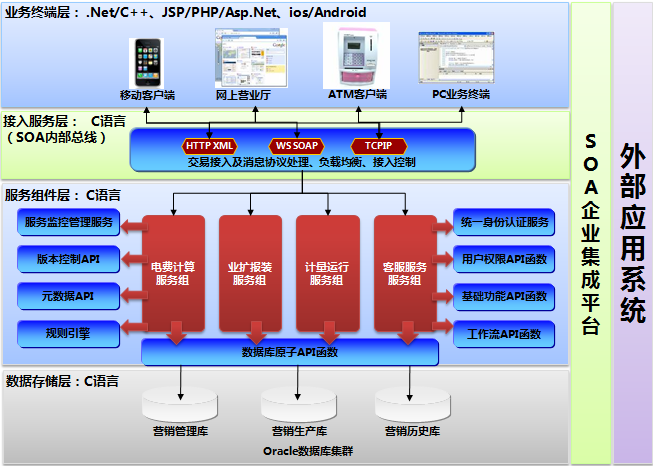 业务终端层：.Net/C++、JSP/PHP/Asp.Net、ios/Android
移动客户端
网上营业厅
ATM客户端
PC业务终端
接入服务层： C语言
（SOA内部总线）
HTTP XML
WS SOAP
TCPIP
交易接入及消息协议处理、负载均衡、接入控制
服务组件层：C语言
服务监控管理服务
版本控制API
元数据API
规则引擎
电费计算
服务组
业扩报装
服务组
计量运行
服务组
客服服务
服务组
统一身份认证服务
用户权限API函数
基础功能API函数
工作流API函数
数据库原子API函数
数据存储层：C语言
营销管理库
营销生产库
营销历史库
Oracle数据库集群
SOA企业集成平台
外部应用系统